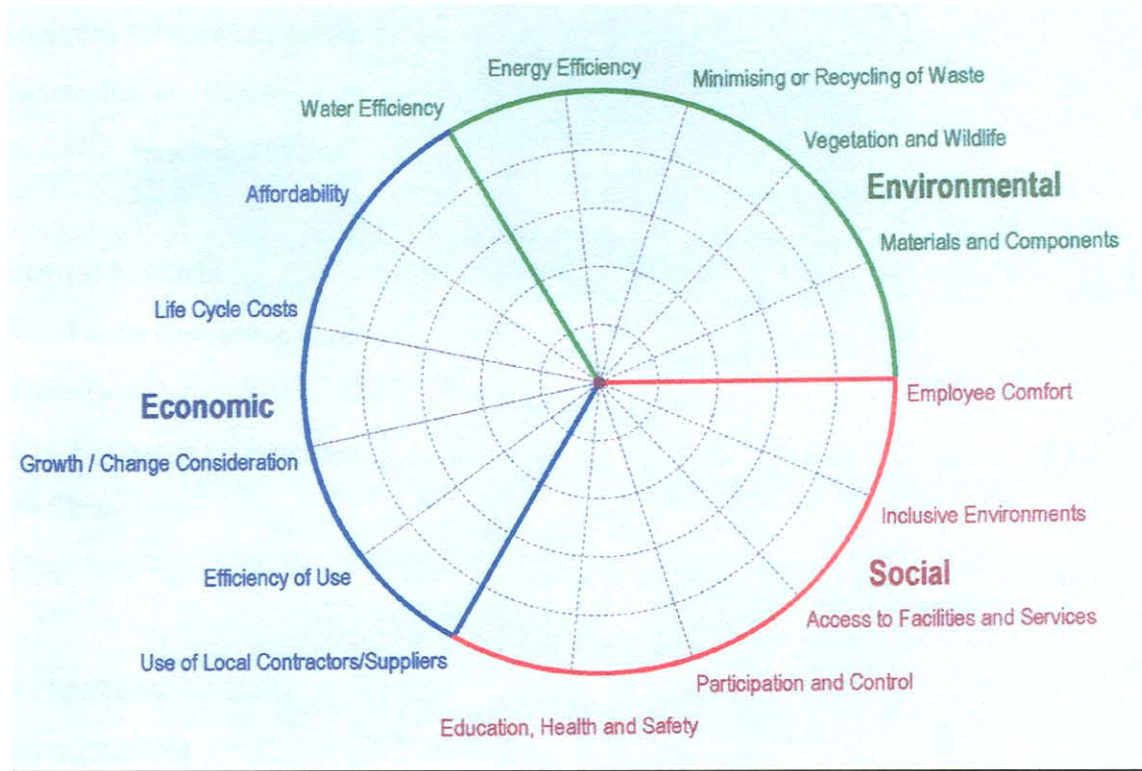 Energy Efficiency
Minimising or Recycling of Waste
Water Efficiency
Vegetation and Wildlife
Environmental
Affordability
Materials and Components
Life Cycle Costs
Employee Comfort
Economic
Growth / Change Consideration
Inclusive Environments
Social
Efficiency of Use
Access to Facilities and Services
Use of Local Contractors/Suppliers
Participation and Control
Education, Health and Safety